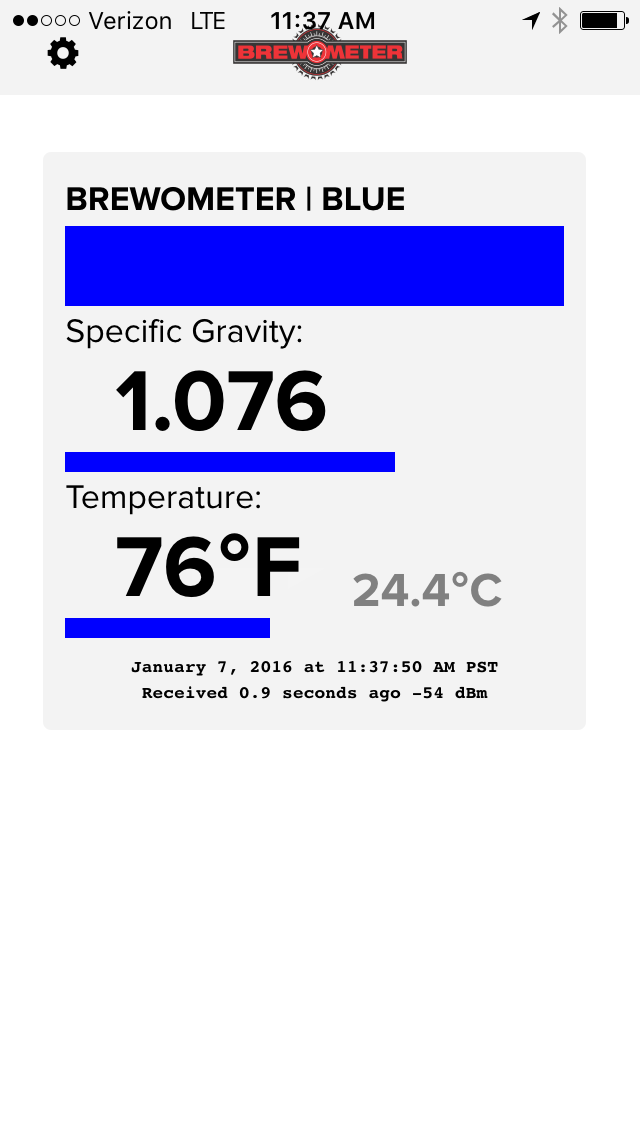 Verizon LTE 11:37 AM
BREWOMETER
BREWOMETER | BLUE
Specific Gravity:
1.076
Temperature:
76°F 24.4°C
January 7, 2016 at 11:37:50 AM PST
Received 0.9 seconds ago -54 dBm